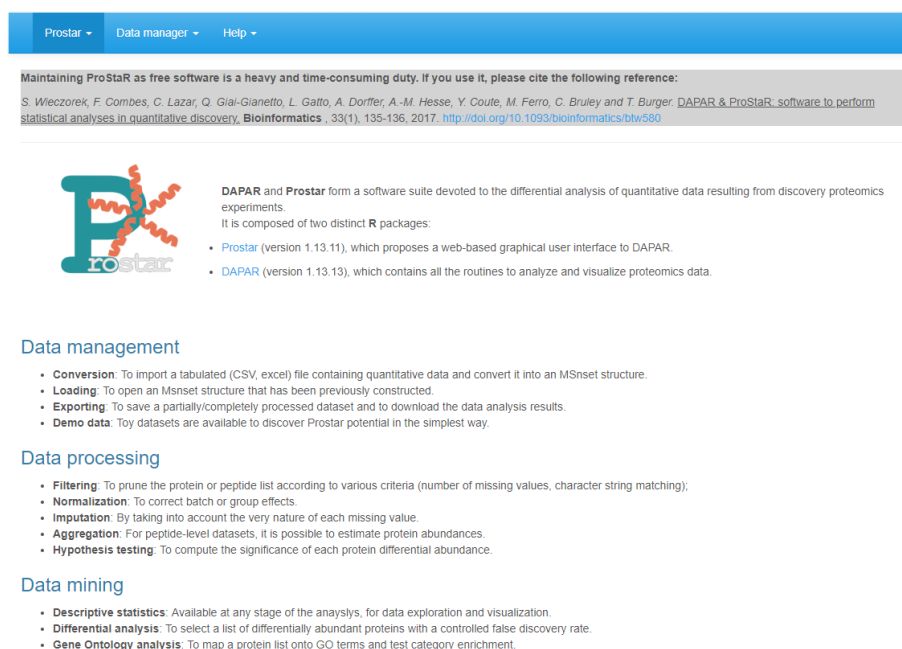 Prostar Data manager Help
Maintaining ProStaR as free software is a heavy and time-consuming duty. If you use it, please cite the following reference:
S. Wieczorek, F. Combes, C. Lazar, Q. Giai-Gianetto, L. Gatto, A. Dorffer, A.-M. Hesse, Y. Coute, M. Ferro, C. Bruley and T. Burger. DAPAR & ProStaR: software to perform
statistical analyses in quantitative discovery. Bioinformatics , 33(1), 135-136, 2017. http://doi.org/10.1093/bioinformatics/btw580
Prostar
DAPAR and Prostar form a software suite devoted to the differential analysis of quantitative data resulting from discovery proteomics
experiments.
It is composed of two distinct R packages:
• Prostar (version 1.13.11), which proposes a web-based graphical user interface to DAPAR.
• DAPAR (version 1.13.13), which contains all the routines to analyze and visualize proteomics data.
Data management
• Conversion: To import a tabulated (CSV, excel) file containing quantitative data and convert it into an MSnset structure.
• Loading: To open an Msnset structure that has been previously constructed.
• Exporting: To save a partially/completely processed dataset and to download the data analysis results.
• Demo data: Toy datasets are available to discover Prostar potential in the simplest way.
Data processing
• Filtering: To prune the protein or peptide list according to various criteria (number of missing values, character string matching);
• Normalization: To correct batch or group effects.
• Imputation: By taking into account the very nature of each missing value.
• Aggregation: For peptide-level datasets, it is possible to estimate protein abundances.
• Hypothesis testing: To compute the significance of each protein differential abundance.
Data mining
• Descriptive statistics: Available at any stage of the anayslys, for data exploration and visualization.
• Differential analysis: To select a list of differentially abundant proteins with a controlled false discovery rate.
• Gene Ontology analysis: To map a protein list onto GO terms and test category enrichment.